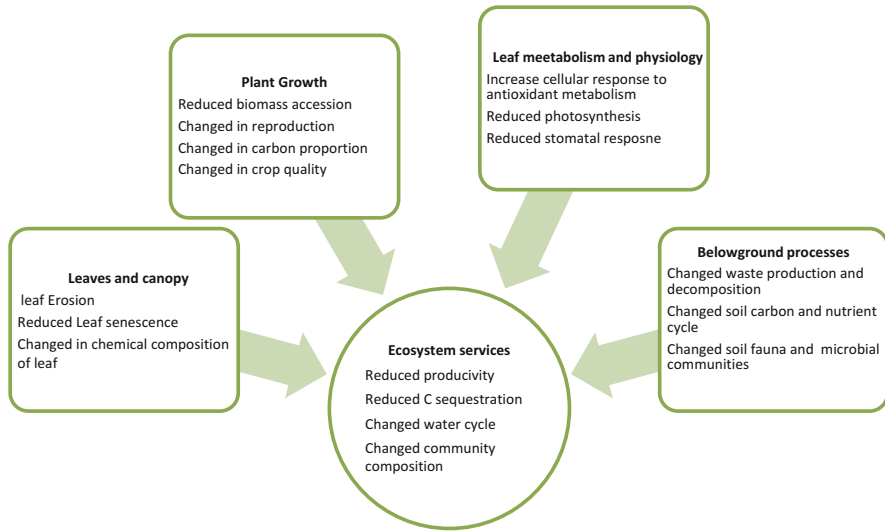 Plant Growth
Reduced biomass accession
Changed in reproduction
Changed in carbon proportion
Changed in crop quality
Leaf meetabolism and physiology
Increase cellular response to
antioxidant metabolism
Reduced photosynthesis
Reduced stomatal resposne
Leaves and canopy
leaf Erosion
Reduced Leaf senescence
Changed in chemical composition
of leaf
Belowground processes
Changed waste production and
decomposition
Changed soil carbon and nutrient
cycle
Changed soil fauna and microbial
communities
Ecosystem services
Reduced producivity
Reduced C sequestration
Changed water cycle
Changed community
composition